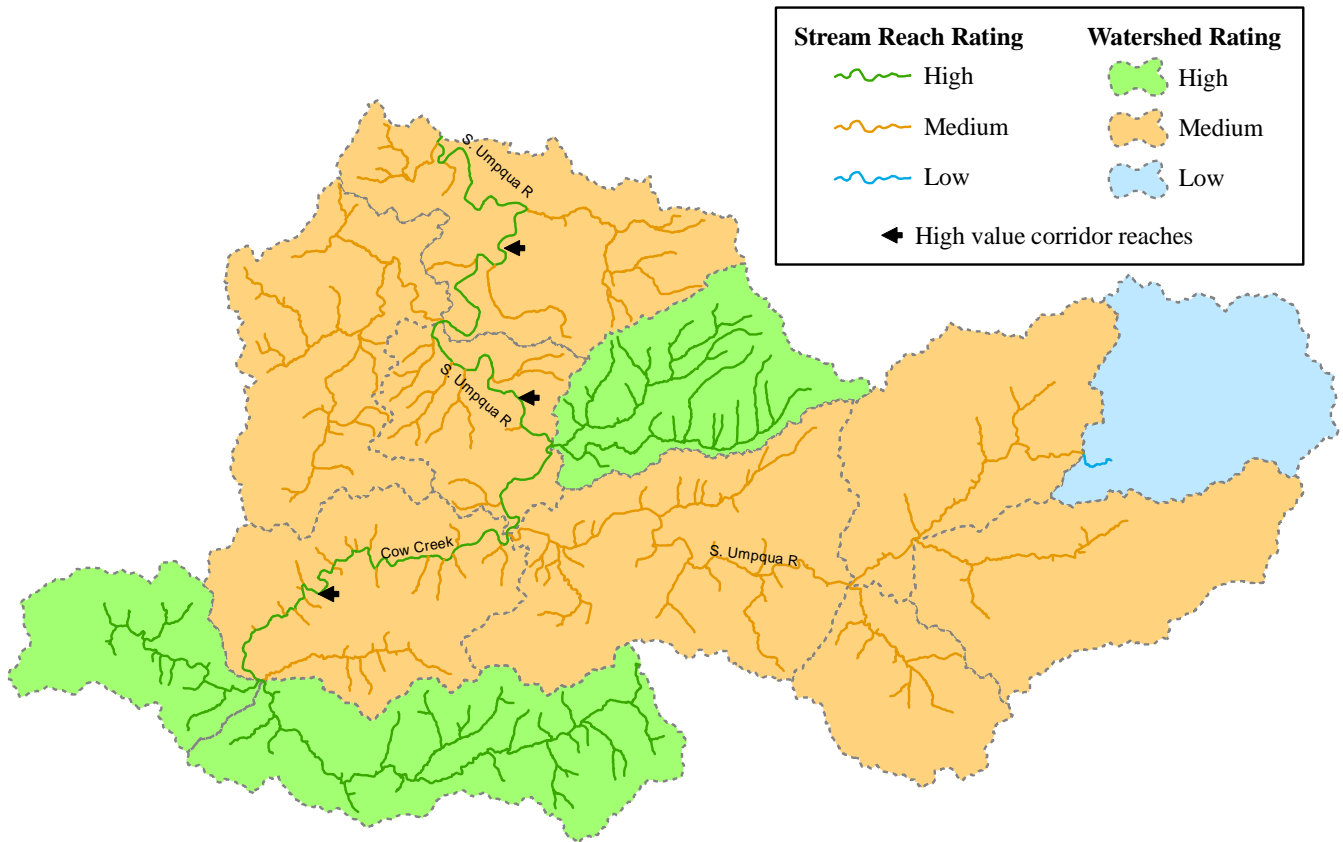 Stream Reach Rating
High
Medium
Low
Watershed Rating
High
Medium
Low
High value corridor reaches
S. Umpqua R
S. Umpqua R
Cow Creek
S. Umpqua R